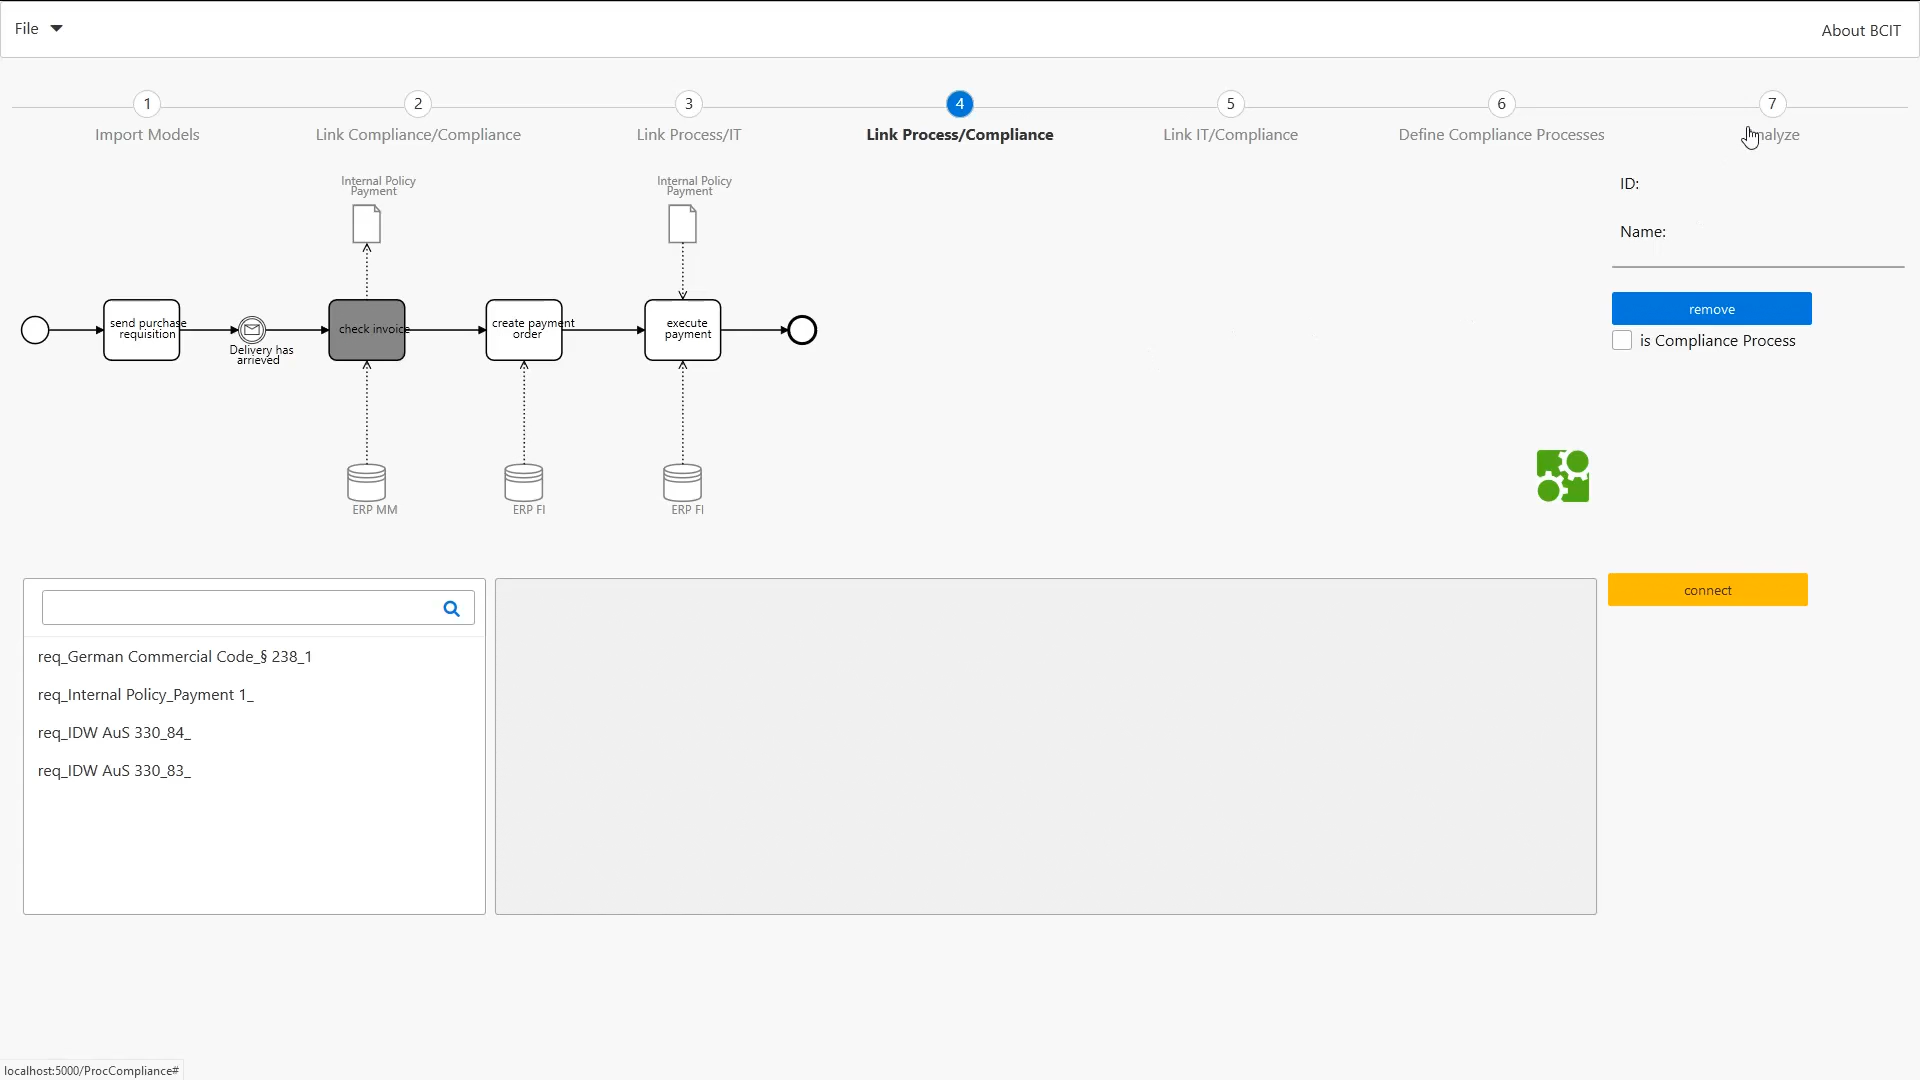 File
About BCIT
1
2
3
4
5
6
7
Import Models
Link Compliance/Compliance
Link Process/IT
Link Process/Compliance
Link IT/Compliance
Define Compliance Processes
nalyze
Internal Policy
Payment
Internal Policy
Payment
ID:
Name:
remove
is Compliance Process
send purchase
requisition
Delivery has
arrieved
check invoice
create payment
order
execute
payment
ERP MM
ERP FI
ERP FI
connect
req_German Commercial Code_§ 238_1
req_Internal Policy_Payment 1_
req_IDW AuS 330_84_
req_IDW AuS 330_83_
localhost:5000/ProcCompliance#